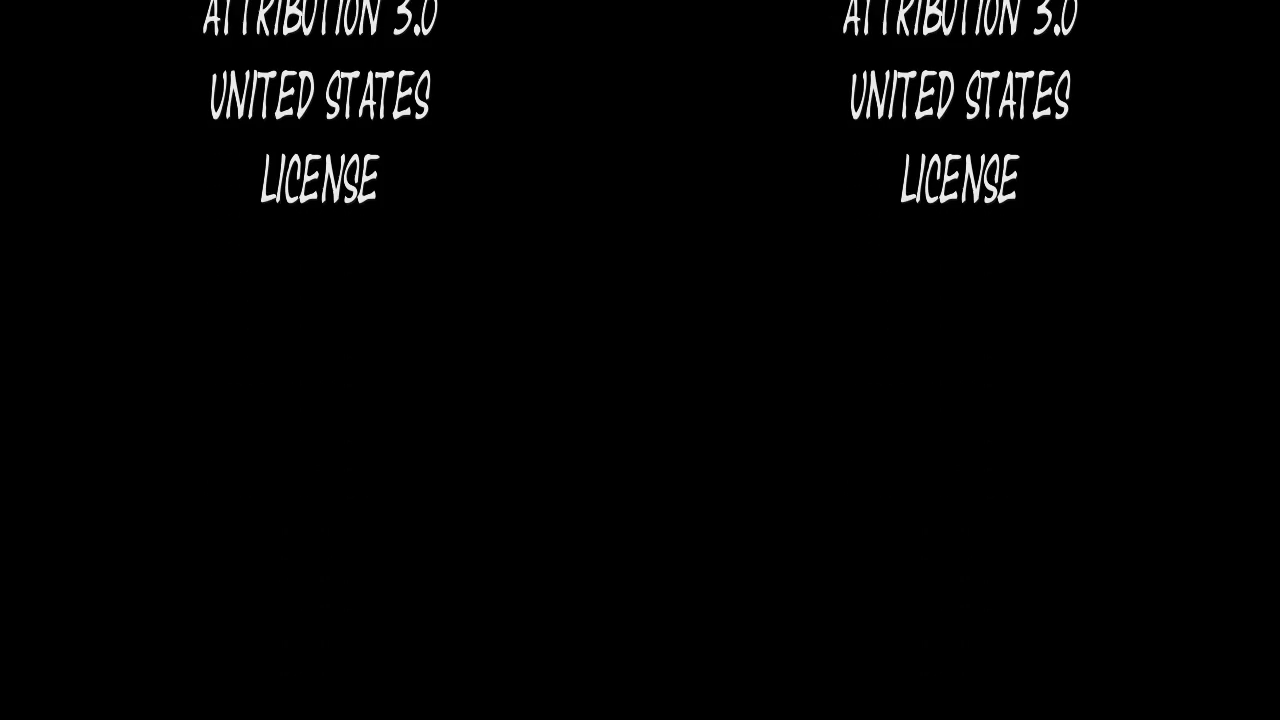 ATTRIBUTION 3.0 ATTRIBUTION 3.0
UNITED STATES UNITED STATES
LICENSE LICENSE